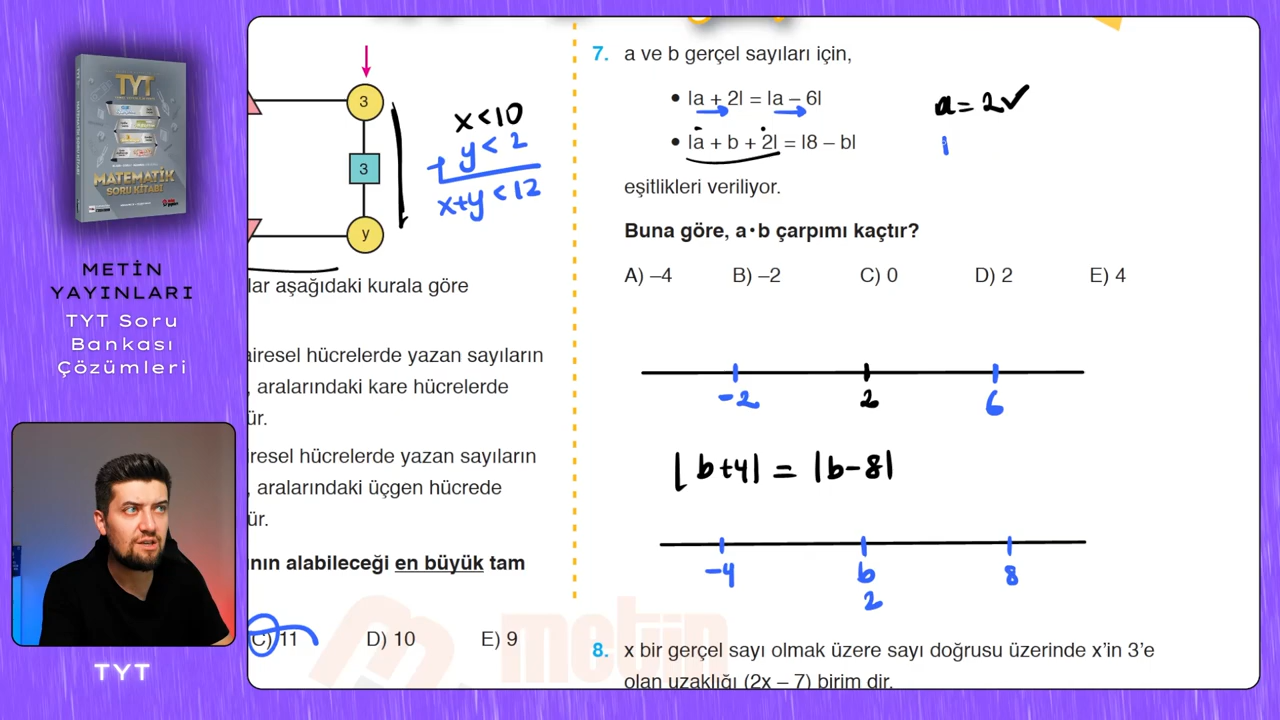 TYT
MATEMATİK
SORU KİTABI
METİN
YAYINLARI
TYT Soru
Bankası
Çözümleri
TYT
3
3
y
x<10
y<2
+
x+y<12
lar aşağıdaki kurala göre
airesel hücrelerde yazan sayıların
, aralarındaki kare hücrelerde
ür.
iresel hücrelerde yazan sayıların
, aralarındaki üçgen hücrede
ür.
nın alabileceği en büyük tam
C) 11 D) 10 E) 9
7. a ve b gerçel sayıları için,
• |a + 2| = |a – 6|
• |a + b + 2| = |8 – b|
a = 2✓
eşitlikleri veriliyor.
Buna göre, a•b çarpımı kaçtır?
A) –4 B) –2 C) 0 D) 2 E) 4
-2 2 6
|b+4| = |b-8|
-4 b 8
2
metin
8. x bir gerçel sayı olmak üzere sayı doğrusu üzerinde x'in 3'e
olan uzaklığı (2x – 7) birim dir.